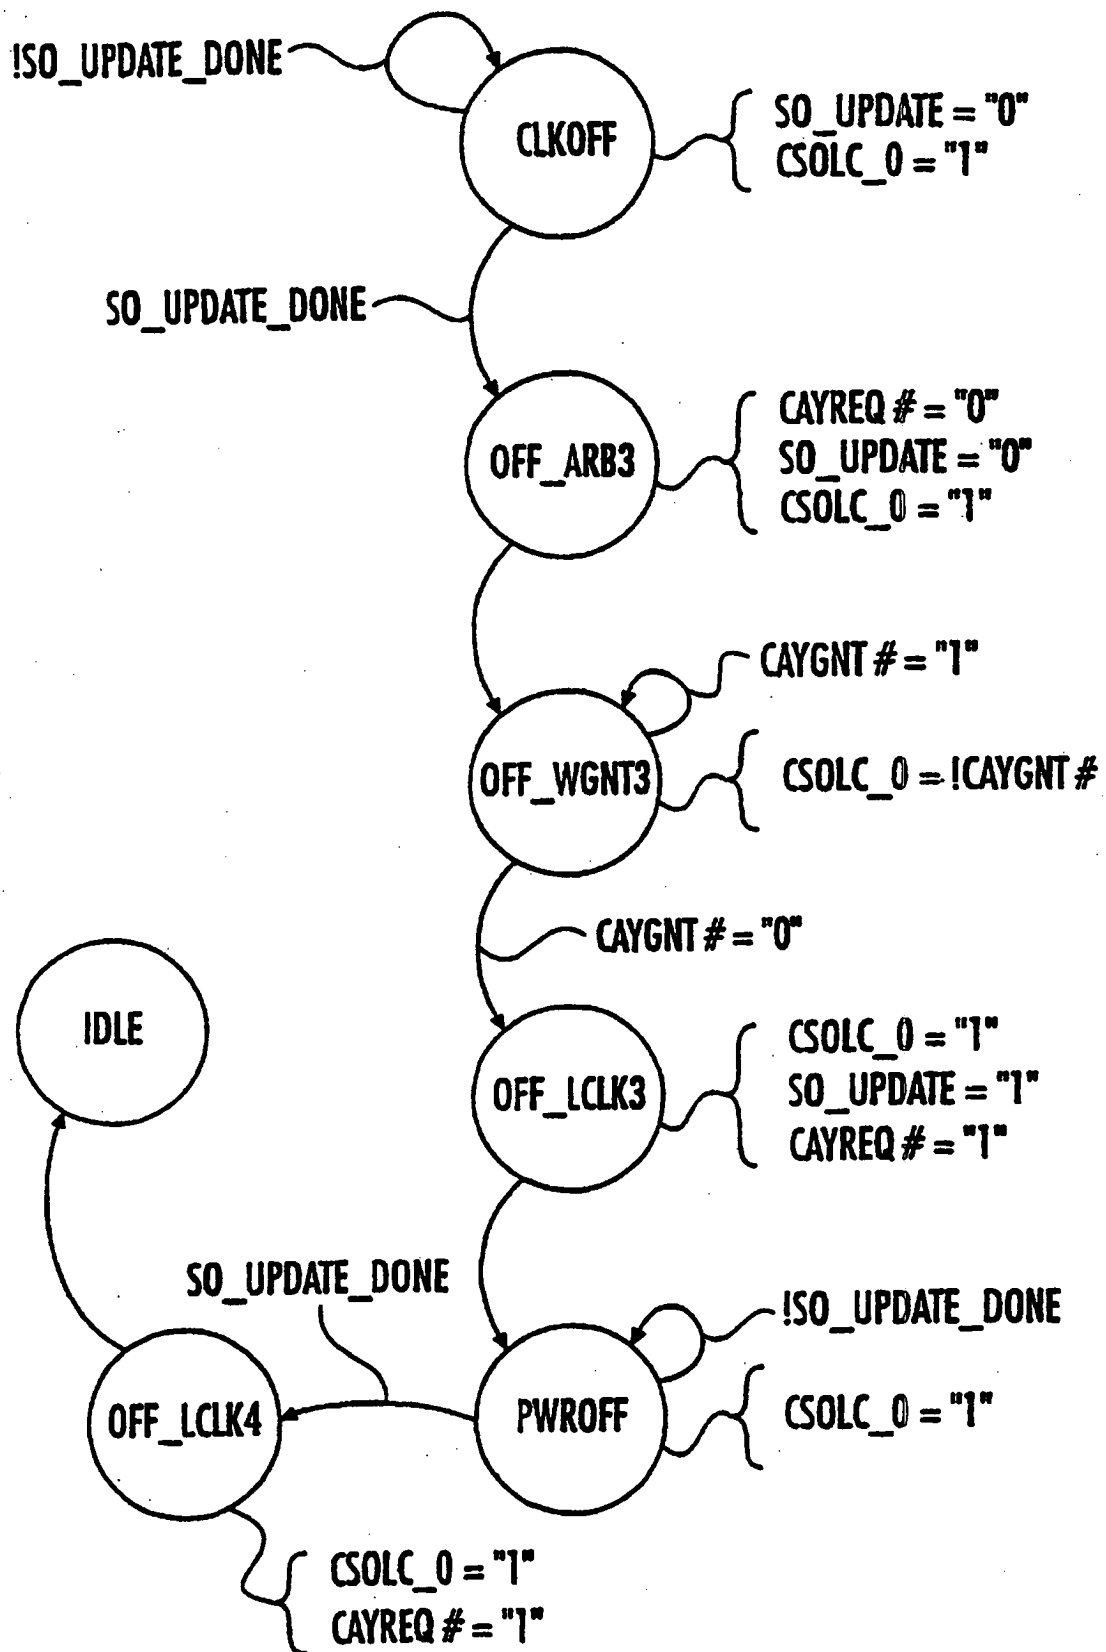 !SO_UPDATE_DONE
CLKOFF
SO_UPDATE = "0"
CSOLC_0 = "1"
SO_UPDATE_DONE
OFF_ARB3
CAYREQ # = "0"
SO_UPDATE = "0"
CSOLC_0 = "1"
CAYGNT # = "1"
OFF_WGNT3
CSOLC_0 = !CAYGNT #
CAYGNT # = "0"
IDLE
OFF_LCLK3
CSOLC_0 = "1"
SO_UPDATE = "1"
CAYREQ # = "1"
SO_UPDATE_DONE
!SO_UPDATE_DONE
OFF_LCLK4
PWROFF
CSOLC_0 = "1"
CSOLC_0 = "1"
CAYREQ # = "1"